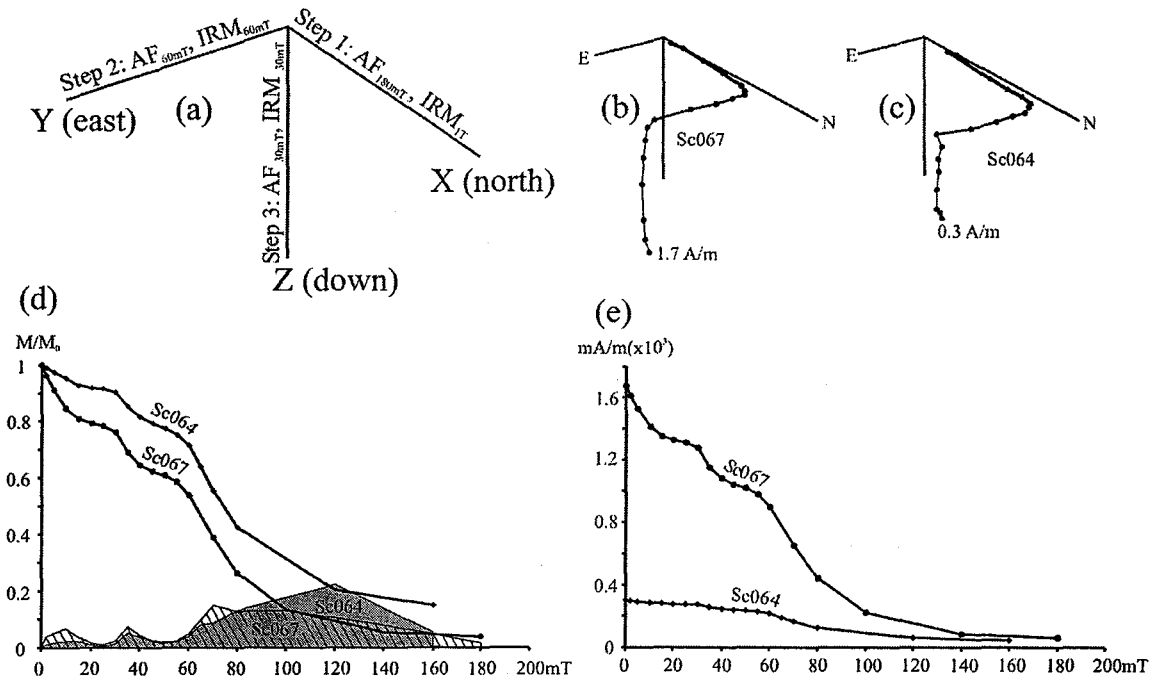 Step 2: AF60mT, IRM60mT
Step 1: AF180mT, IRM1T
Step 3: AF30mT, IRM30mT
(a)
Y (east)
X (north)
Z (down)
(b)
E
N
Sc067
1.7 A/m
(c)
E
N
Sc064
0.3 A/m
(d)
M/M0
1
0.8
0.6
0.4
0.2
0
Sc064
Sc067
Sc064
Sc067
0 20 40 60 80 100 120 140 160 180 200mT
(e)
mA/m(x10³)
1.6
1.2
0.8
0.4
0
Sc067
Sc064
0 20 40 60 80 100 120 140 160 180 200mT